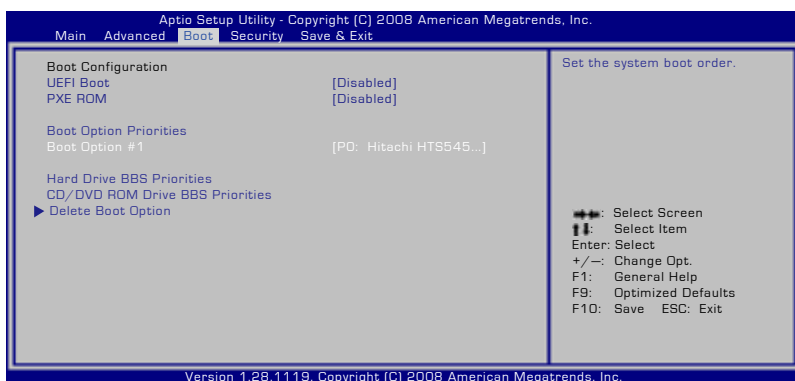 Aptio Setup Utility - Copyright (C) 2008 American Megatrends, Inc.
Main Advanced Boot Security Save & Exit
Boot Configuration
UEFI Boot [Disabled]
PXE ROM [Disabled]
Boot Option Priorities
Boot Option #1 [P0: Hitachi HTS545...]
Hard Drive BBS Priorities
CD/DVD ROM Drive BBS Priorities
Delete Boot Option
Set the system boot order.
: Select Screen
: Select Item
Enter: Select
+/—: Change Opt.
F1: General Help
F9: Optimized Defaults
F10: Save ESC: Exit
Version 1.28.1119. Copyright (C) 2008 American Megatrends, Inc.